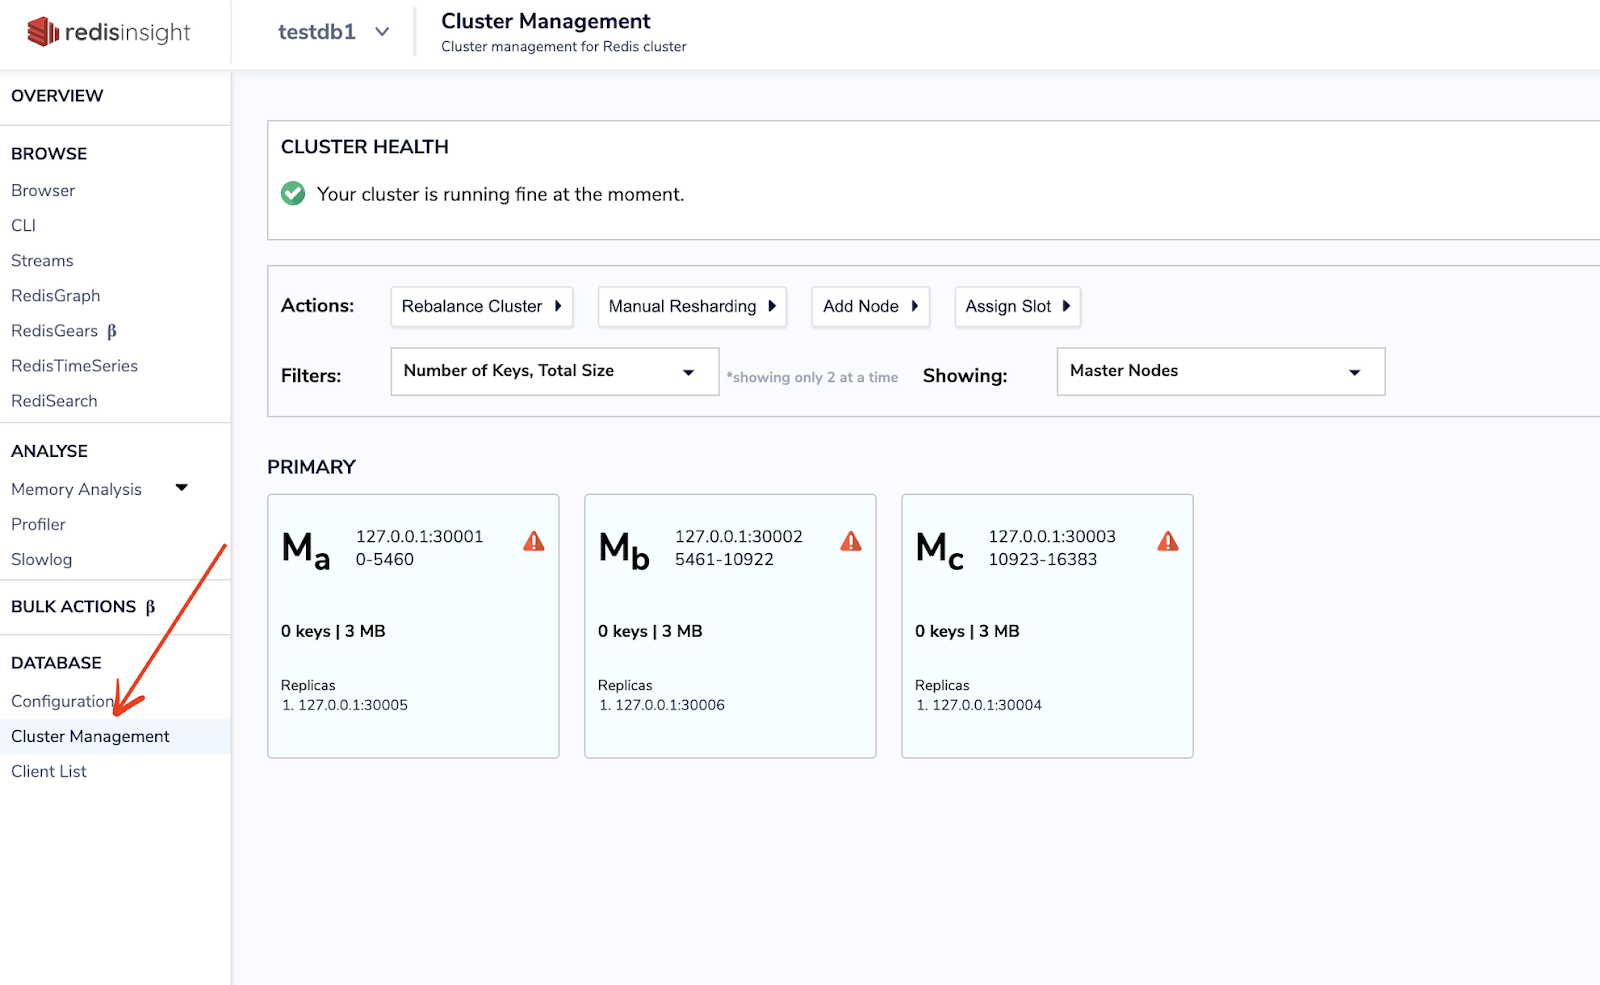 redisinsight
testdb1
Cluster Management
Cluster management for Redis cluster
OVERVIEW
BROWSE
Browser
CLI
Streams
RedisGraph
RedisGears β
RedisTimeSeries
RediSearch
ANALYSE
Memory Analysis
Profiler
Slowlog
BULK ACTIONS β
DATABASE
Configuration
Cluster Management
Client List
CLUSTER HEALTH
Your cluster is running fine at the moment.
Actions: Rebalance Cluster Manual Resharding Add Node Assign Slot
Filters: Number of Keys, Total Size *showing only 2 at a time Showing: Master Nodes
PRIMARY
Ma 127.0.0.1:30001
0-5460
0 keys | 3 MB
Replicas
1. 127.0.0.1:30005
Mb 127.0.0.1:30002
5461-10922
0 keys | 3 MB
Replicas
1. 127.0.0.1:30006
Mc 127.0.0.1:30003
10923-16383
0 keys | 3 MB
Replicas
1. 127.0.0.1:30004